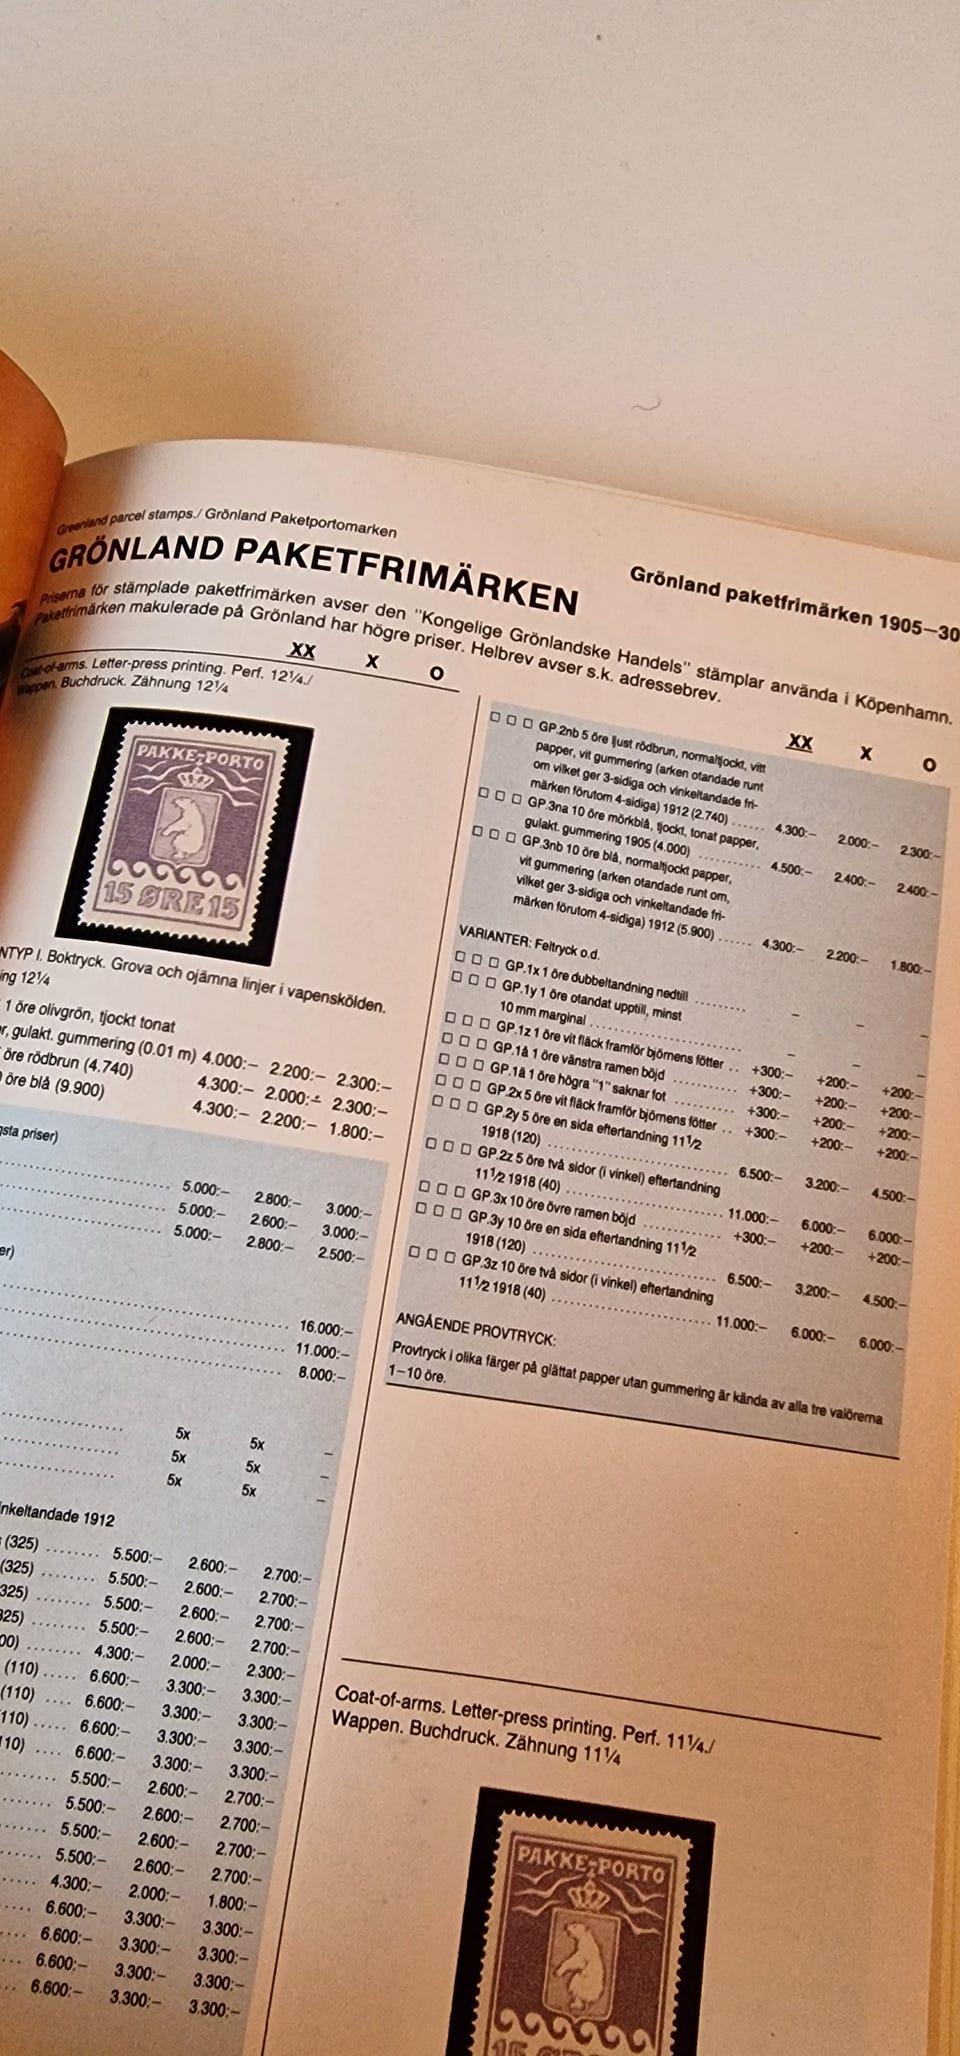 Greenland parcel stamps./ Grönland Paketportomarken
GRÖNLAND PAKETFRIMÄRKEN
Grönland paketfrimärken 1905–30
Priserna för stämplade paketfrimärken avser den "Kongelige Grönlandske Handels" stämplar använda i Köpenhamn.
Paketfrimärken makulerade på Grönland har högre priser. Helbrev avser s.k. adressebrev.
XX X O
Coat-of-arms. Letter-press printing. Perf. 12¼./
Wappen. Buchdruck. Zähnung 12¼
PAKKE-PORTO
15 ØRE 15
NTYP I. Boktryck. Grova och ojämna linjer i vapenskölden.
ing 12¼
1 öre olivgrön, tjockt tonat
r, gulakt. gummering (0.01 m) 4.000:– 2.200:– 2.300:–
öre rödbrun (4.740) 4.300:– 2.000:– 2.300:–
öre blå (9.900) 4.300:– 2.200:– 1.800:–
gsta priser)
5.000:– 2.800:– 3.000:–
5.000:– 2.600:– 3.000:–
5.000:– 2.800:– 2.500:–
er)
16.000:–
11.000:–
8.000:–
5x 5x –
5x 5x –
5x 5x –
inkeltandade 1912
(325) ........ 5.500:– 2.600:– 2.700:–
(325) ........ 5.500:– 2.600:– 2.700:–
325) ........ 5.500:– 2.600:– 2.700:–
325) ........ 5.500:– 2.600:– 2.700:–
00) ........ 4.300:– 2.000:– 2.300:–
(110) ..... 6.600:– 3.300:– 3.300:–
(110) .... 6.600:– 3.300:– 3.300:–
110) ..... 6.600:– 3.300:– 3.300:–
110) .... 6.600:– 3.300:– 3.300:–
........ 5.500:– 2.600:– 2.700:–
........ 5.500:– 2.600:– 2.700:–
....... 5.500:– 2.600:– 2.700:–
...... 5.500:– 2.600:– 2.700:–
..... 4.300:– 2.000:– 1.800:–
..... 6.600:– 3.300:– 3.300:–
.... 6.600:– 3.300:– 3.300:–
... 6.600:– 3.300:– 3.300:–
... 6.600:– 3.300:– 3.300:–
XX X O
GP.2nb 5 öre ljust rödbrun, normaltjockt, vitt
papper, vit gummering (arken otandade runt
om vilket ger 3-sidiga och vinkeltandade fri-
märken förutom 4-sidiga) 1912 (2.740) ...... 4.300:– 2.000:– 2.300:–
GP.3na 10 öre mörkblå, tjockt, tonat papper,
gulakt. gummering 1905 (4.000) ........... 4.500:– 2.400:– 2.400:–
GP.3nb 10 öre blå, normaltjockt papper,
vit gummering (arken otandade runt om,
vilket ger 3-sidiga och vinkeltandade fri-
märken förutom 4-sidiga) 1912 (5.900) ...... 4.300:– 2.200:– 1.800:–
VARIANTER: Feltryck o.d.
GP.1x 1 öre dubbeltandning nedtill ......... – – –
GP.1y 1 öre otandat upptill, minst
10 mm marginal ........................... – – –
GP.1z 1 öre vit fläck framför björnens fötter .. +300:– +200:– +200:–
GP.1å 1 öre vänstra ramen böjd ........... +300:– +200:– +200:–
GP.1ä 1 öre högra "1" saknar fot .......... +300:– +200:– +200:–
GP.2x 5 öre vit fläck framför björnens fötter .. +300:– +200:– +200:–
GP.2y 5 öre en sida eftertandning 11½
1918 (120) ................................. 6.500:– 3.200:– 4.500:–
GP.2z 5 öre två sidor (i vinkel) eftertandning
11½ 1918 (40) ............................. 11.000:– 6.000:– 6.000:–
GP.3x 10 öre övre ramen böjd .............. +300:– +200:– +200:–
GP.3y 10 öre en sida eftertandning 11½
1918 (120) ................................. 6.500:– 3.200:– 4.500:–
GP.3z 10 öre två sidor (i vinkel) eftertandning
11½ 1918 (40) ............................. 11.000:– 6.000:– 6.000:–
ANGÅENDE PROVTRYCK:
Provtryck i olika färger på glättat papper utan gummering är kända av alla tre valörerna
1–10 öre.
Coat-of-arms. Letter-press printing. Perf. 11¼./
Wappen. Buchdruck. Zähnung 11¼
PAKKE-PORTO
15 ØRE 15